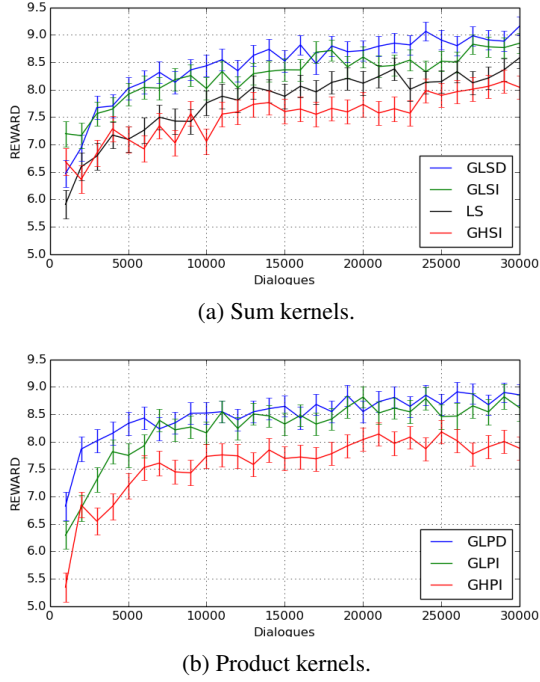 9.5
9.0
8.5
8.0
7.5
7.0
6.5
6.0
5.5
5.0
REWARD
GLSD
GLSI
LS
GHSI
0 5000 10000 15000 20000 25000 30000
Dialogues
(a) Sum kernels.
9.5
9.0
8.5
8.0
7.5
7.0
6.5
6.0
5.5
5.0
REWARD
GLPD
GLPI
GHPI
0 5000 10000 15000 20000 25000 30000
Dialogues
(b) Product kernels.